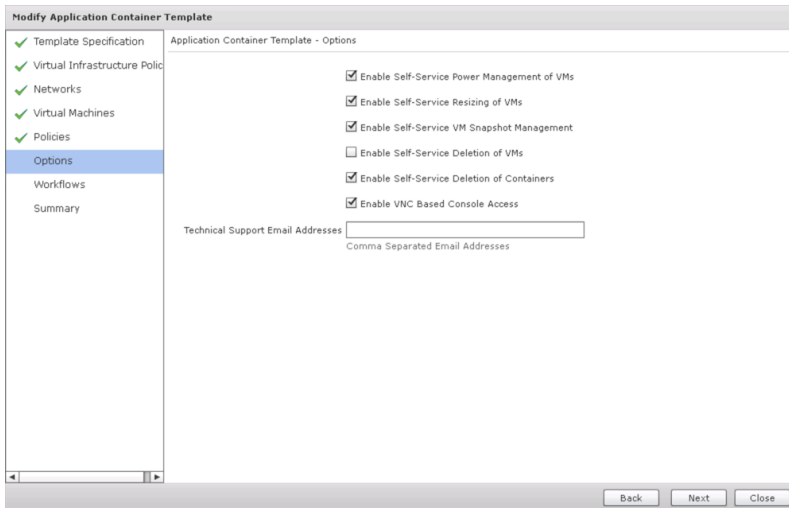 Modify Application Container Template
Template Specification
Virtual Infrastructure Polic
Networks
Virtual Machines
Policies
Options
Workflows
Summary
Application Container Template - Options
Enable Self-Service Power Management of VMs
Enable Self-Service Resizing of VMs
Enable Self-Service VM Snapshot Management
Enable Self-Service Deletion of VMs
Enable Self-Service Deletion of Containers
Enable VNC Based Console Access
Technical Support Email Addresses
Comma Separated Email Addresses
Back Next Close